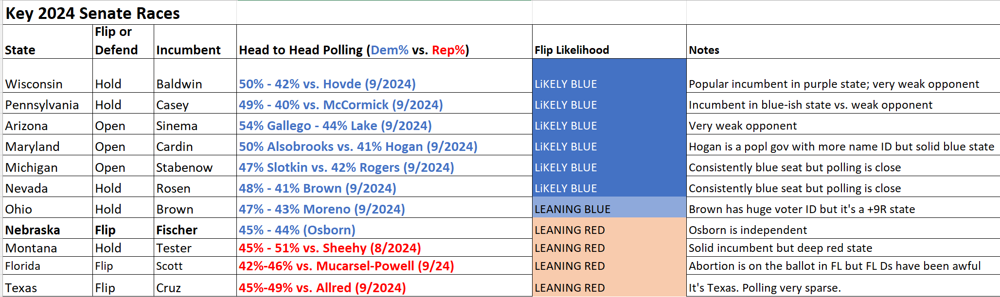 Key 2024 Senate Races
State Flip or Defend Incumbent Head to Head Polling (Dem% vs. Rep%) Flip Likelihood Notes
Wisconsin Hold Baldwin 50% - 42% vs. Hovde (9/2024) LiKELY BLUE Popular incumbent in purple state; very weak opponent
Pennsylvania Hold Casey 49% - 40% vs. McCormick (9/2024) LiKELY BLUE Incumbent in blue-ish state vs. weak opponent
Arizona Open Sinema 54% Gallego - 44% Lake (9/2024) LiKELY BLUE Very weak opponent
Maryland Open Cardin 50% Alsobrooks vs. 41% Hogan (9/2024) LiKELY BLUE Hogan is a popl gov with more name ID but solid blue state
Michigan Open Stabenow 47% Slotkin vs. 42% Rogers (9/2024) LiKELY BLUE Consistently blue seat but polling is close
Nevada Hold Rosen 48% - 41% Brown (9/2024) LiKELY BLUE Consistently blue seat but polling is close
Ohio Hold Brown 47% - 43% Moreno (9/2024) LEANING BLUE Brown has huge voter ID but it's a +9R state
Nebraska Flip Fischer 45% - 44% (Osborn) LEANING RED Osborn is independent
Montana Hold Tester 45% - 51% vs. Sheehy (8/2024) LEANING RED Solid incumbent but deep red state
Florida Flip Scott 42%-46% vs. Mucarsel-Powell (9/24) LEANING RED Abortion is on the ballot in FL but FL Ds have been awful
Texas Flip Cruz 45%-49% vs. Allred (9/2024) LEANING RED It's Texas. Polling very sparse.